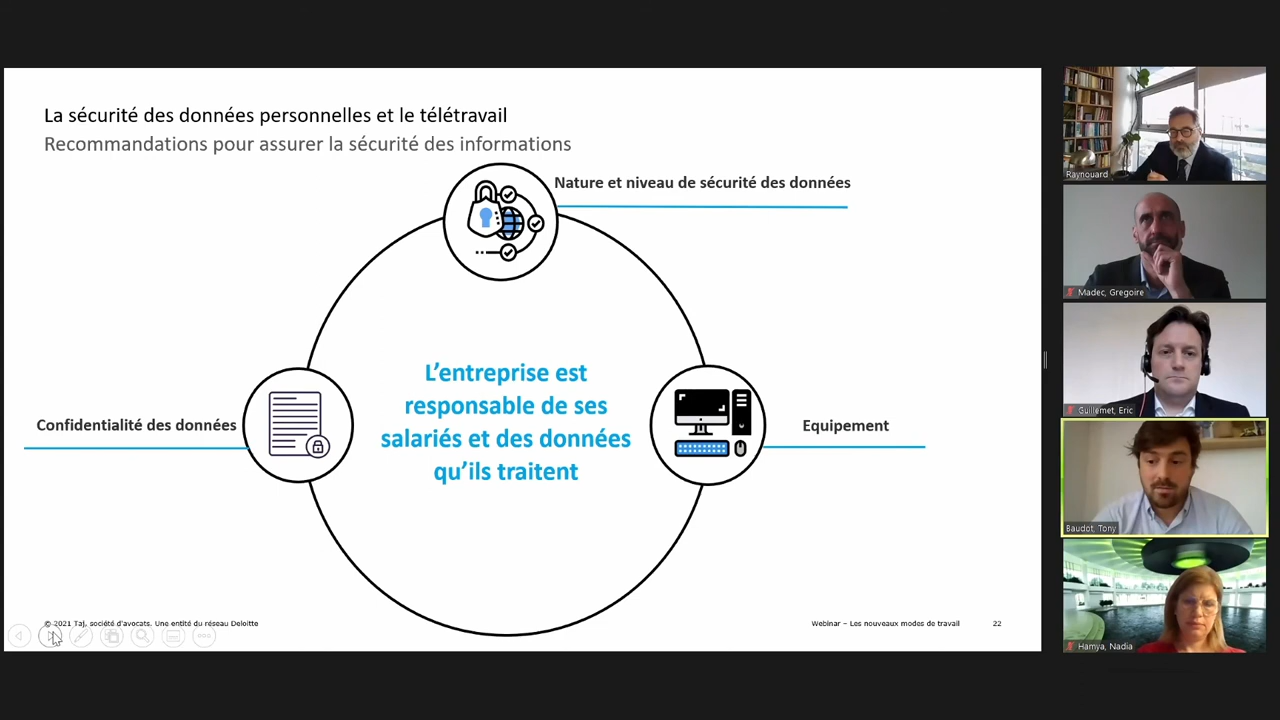 La sécurité des données personnelles et le télétravail
Recommandations pour assurer la sécurité des informations
Nature et niveau de sécurité des données
Confidentialité des données
L’entreprise est
responsable de ses
salariés et des données
qu’ils traitent
Equipement
© 2021 Taj, société d'avocats. Une entité du réseau Deloitte
Webinar – Les nouveaux modes de travail
22
Raynouard
Madec, Gregoire
Guillemet, Eric
Baudot, Tony
Hamya, Nadia